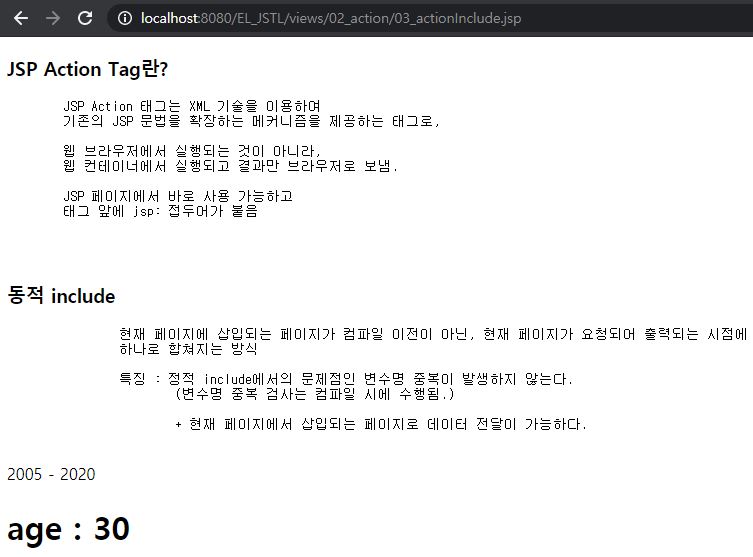 localhost:8080/EL_JSTL/views/02_action/03_actionInclude.jsp
JSP Action Tag란?
JSP Action 태그는 XML 기술을 이용하여
기존의 JSP 문법을 확장하는 메커니즘을 제공하는 태그로,
웹 브라우저에서 실행되는 것이 아니라,
웹 컨테이너에서 실행되고 결과만 브라우저로 보냄.
JSP 페이지에서 바로 사용 가능하고
태그 앞에 jsp: 접두어가 붙음
동적 include
현재 페이지에 삽입되는 페이지가 컴파일 이전이 아닌, 현재 페이지가 요청되어 출력되는 시점에
하나로 합쳐지는 방식
특징 : 정적 include에서의 문제점인 변수명 중복이 발생하지 않는다.
(변수명 중복 검사는 컴파일 시에 수행됨.)
+ 현재 페이지에서 삽입되는 페이지로 데이터 전달이 가능하다.
2005 - 2020
age : 30